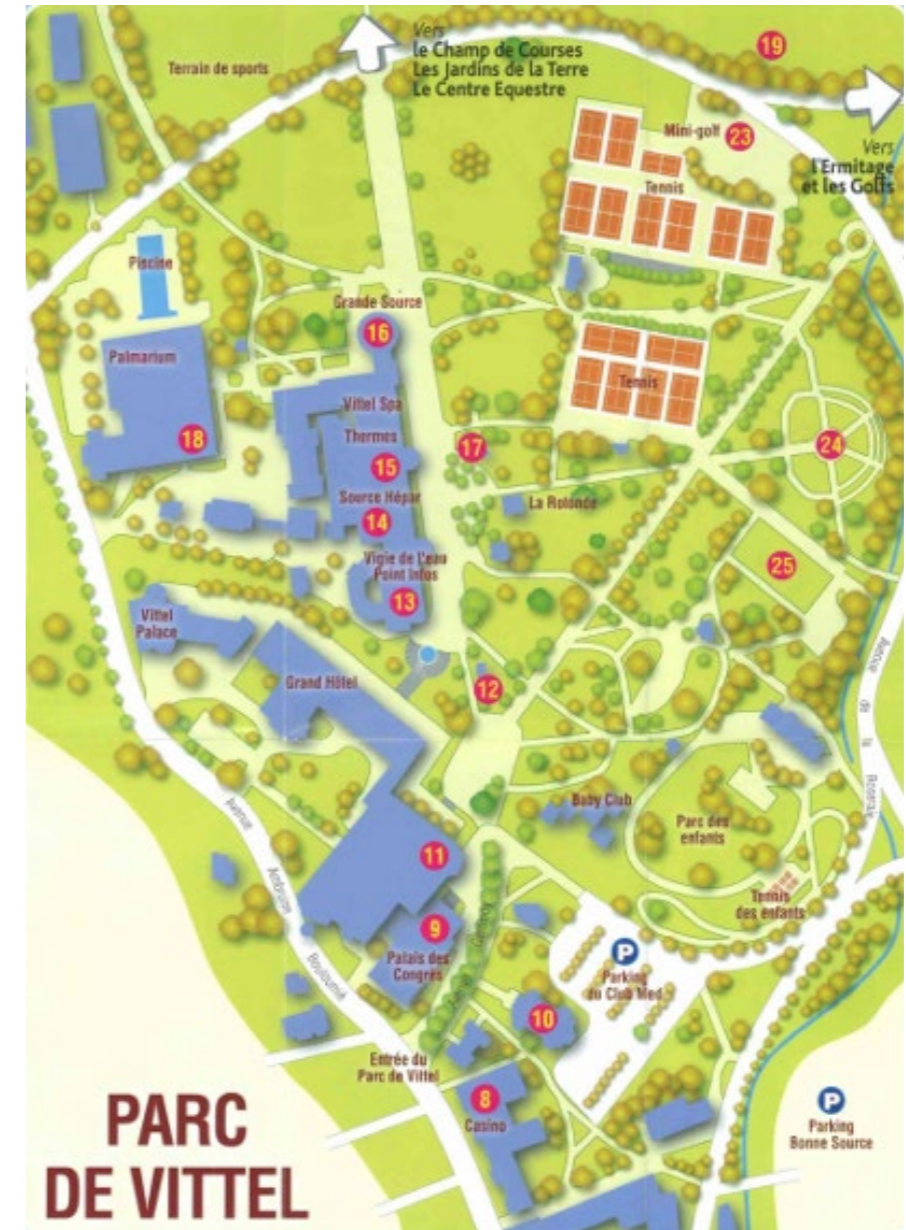 Vers
le Champ de Courses
Les Jardins de la Terre
Le Centre Equestre
19
Terrain de sports
Mini-golf
23
Vers
l'Ermitage
et les Golfs
Tennis
Piscine
Grande Source
16
Palmarium
Tennis
Vittel Spa
18
Thermes
17
24
15
Source Hépar
La Rotonde
14
Vigie de L'eau
Point Infos
25
13
Vittel
Palace
Grand Hôtel
12
Avenue de la Roseraie
Baby Club
Parc des
enfants
Avenue Ambroise Bouloumié
11
Tennis
des enfants
9
Palais des
Congrès
P
Parking
du Club Med
10
Entrée du
Parc de Vittel
8
Casino
P
Parking
Bonne Source
PARC
DE VITTEL